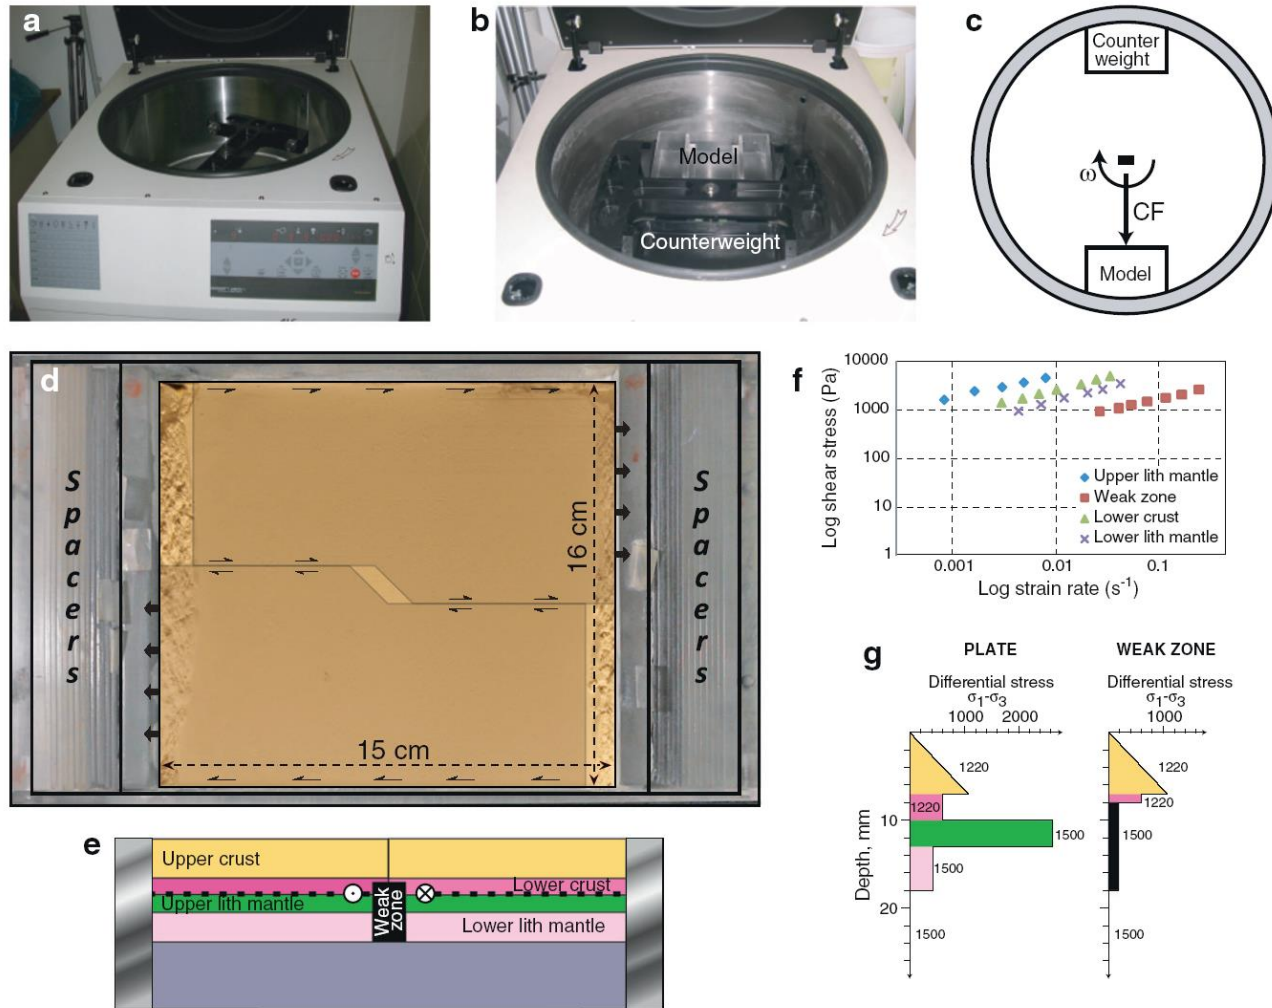 a
b
c
Model
Counterweight
Counter
weight
ω
CF
Model
d
Spacers
Spacers
16 cm
15 cm
e
Upper crust
Lower crust
Upper lith mantle
Weak
zone
Lower lith mantle
f
Log shear stress (Pa)
10000
1000
100
10
1
Upper lith mantle
Weak zone
Lower crust
Lower lith mantle
0.001 0.01 0.1
Log strain rate (s-1)
g
PLATE
Differential stress
σ1-σ3
1000 2000
Depth, mm
10
20
1220
1220
1500
1500
1500
WEAK ZONE
Differential stress
σ1-σ3
1000
1220
1220
1500
1500